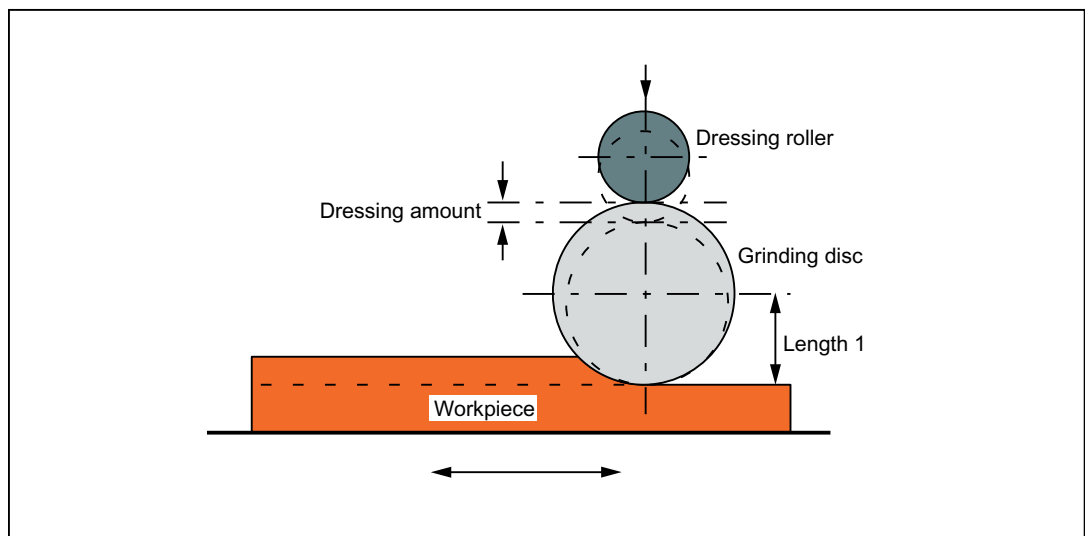 Dressing roller
Dressing amount
Grinding disc
Length 1
Workpiece